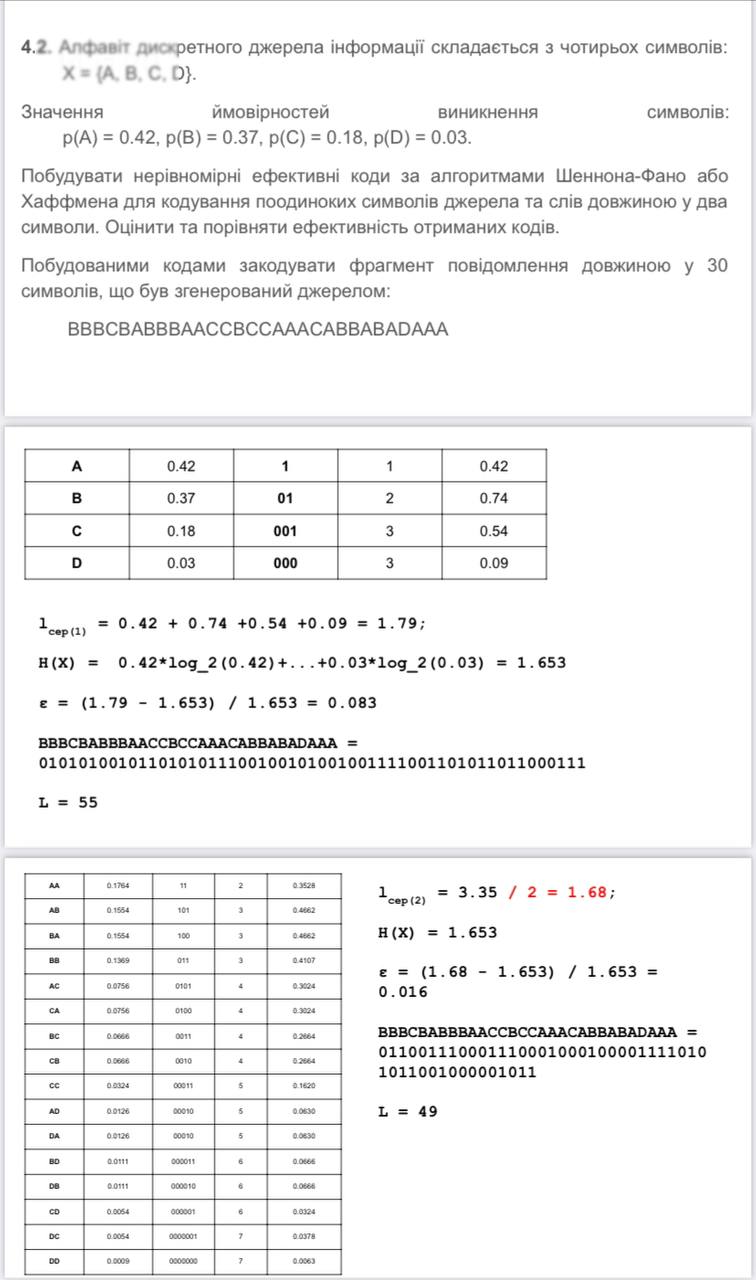 4.2. Алфавіт дискретного джерела інформації складається з чотирьох символів:
X = {A, B, C, D}.
Значення ймовірностей виникнення символів:
p(A) = 0.42, p(B) = 0.37, p(C) = 0.18, p(D) = 0.03.
Побудувати нерівномірні ефективні коди за алгоритмами Шеннона-Фано або
Хаффмена для кодування поодиноких символів джерела та слів довжиною у два
символи. Оцінити та порівняти ефективність отриманих кодів.
Побудованими кодами закодувати фрагмент повідомлення довжиною у 30
символів, що був згенерований джерелом:
BBBCBABBBAACCBCCAAACABBABADAAA
A 0.42 1 1 0.42
B 0.37 01 2 0.74
C 0.18 001 3 0.54
D 0.03 000 3 0.09
l сер(1) = 0.42 + 0.74 +0.54 +0.09 = 1.79;
H(X) = 0.42*log_2(0.42)+...+0.03*log_2(0.03) = 1.653
ε = (1.79 - 1.653) / 1.653 = 0.083
BBBCBABBBAACCBCCAAACABBABADAAA =
0101010010110101011100100101001001111001101011011000111
L = 55
AA 0.1764 11 2 0.3528
AB 0.1554 101 3 0.4662
BA 0.1554 100 3 0.4662
BB 0.1369 011 3 0.4107
AC 0.0756 0101 4 0.3024
CA 0.0756 0100 4 0.3024
BC 0.0666 0011 4 0.2664
CB 0.0666 0010 4 0.2664
CC 0.0324 00011 5 0.1620
AD 0.0126 00010 5 0.0630
DA 0.0126 00010 5 0.0630
BD 0.0111 000011 6 0.0666
DB 0.0111 000010 6 0.0666
CD 0.0054 000001 6 0.0324
DC 0.0054 0000001 7 0.0378
DD 0.0009 0000000 7 0.0063
l сер(2) = 3.35 / 2 = 1.68;
H(X) = 1.653
ε = (1.68 - 1.653) / 1.653 =
0.016
BBBCBABBBAACCBCCAAACABBABADAAA =
011001110001110001000100001111010
1011001000001011
L = 49